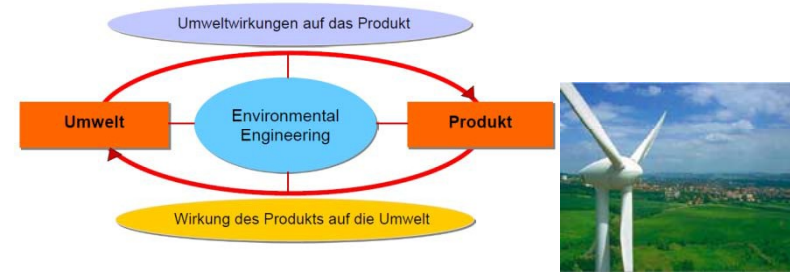 Umweltwirkungen auf das Produkt
Umwelt
Environmental
Engineering
Produkt
Wirkung des Produkts auf die Umwelt